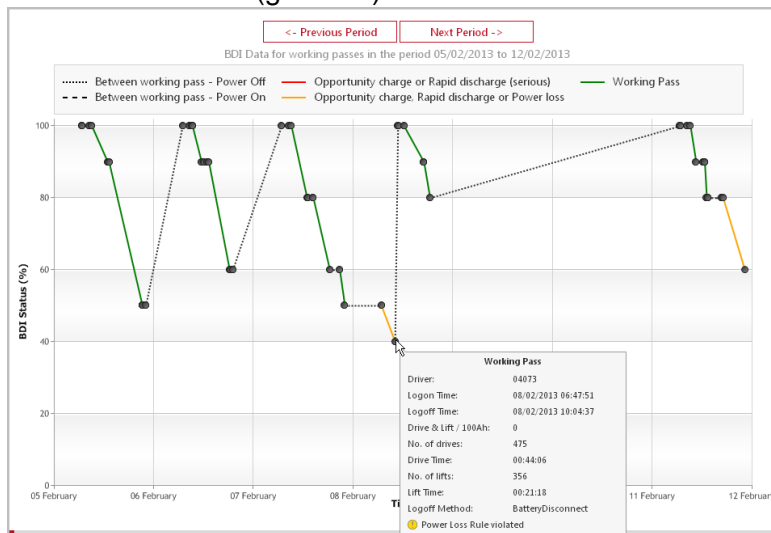 <- Previous Period Next Period ->
BDI Data for working passes in the period 05/02/2013 to 12/02/2013
Between working pass - Power Off Opportunity charge or Rapid discharge (serious) Working Pass
Between working pass - Power On Opportunity charge, Rapid discharge or Power loss
BDI Status (%)
100
80
60
40
20
0
05 February 06 February 07 February 08 February 11 February 12 Februar
Working Pass
Driver: 04073
Logon Time: 08/02/2013 06:47:51
Logoff Time: 08/02/2013 10:04:37
Drive & Lift / 100Ah: 0
No. of drives: 475
Drive Time: 00:44:06
No. of lifts: 356
Lift Time: 00:21:18
Logoff Method: BatteryDisconnect
Power Loss Rule violated